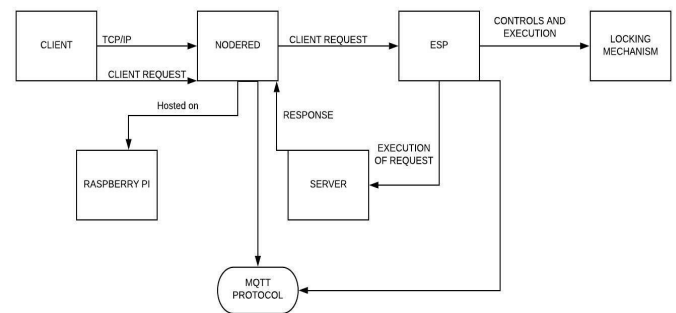 CLIENT
TCP/IP
CLIENT REQUEST
NODERED
CLIENT REQUEST
ESP
CONTROLS AND
EXECUTION
LOCKING
MECHANISM
Hosted on
RESPONSE
EXECUTION
OF REQUEST
RASPBERRY PI
SERVER
MQTT
PROTOCOL